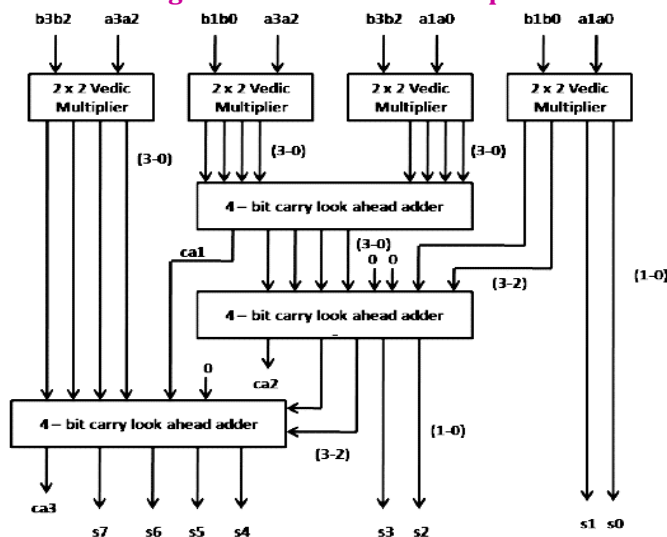 b3b2 a3a2 b1b0 a3a2 b3b2 a1a0 b1b0 a1a0
2 x 2 Vedic Multiplier
2 x 2 Vedic Multiplier
2 x 2 Vedic Multiplier
2 x 2 Vedic Multiplier
(3-0) (3-0) (3-0)
4 – bit carry look ahead adder
ca1 (3-0)
0 0
(3-2) (1-0)
4 – bit carry look ahead adder
0 ca2
4 – bit carry look ahead adder
(3-2) (1-0)
ca3 s7 s6 s5 s4 s3 s2 s1 s0